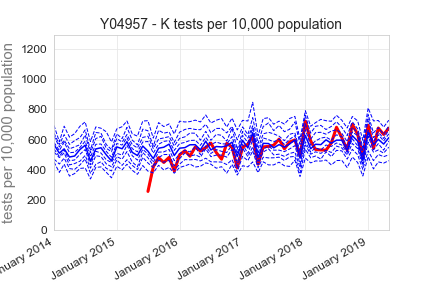 Y04957 - K tests per 10,000 population
tests per 10,000 population
1200
1000
800
600
400
200
0
nuary 2014
January 2015
January 2016
January 2017
January 2018
January 2019